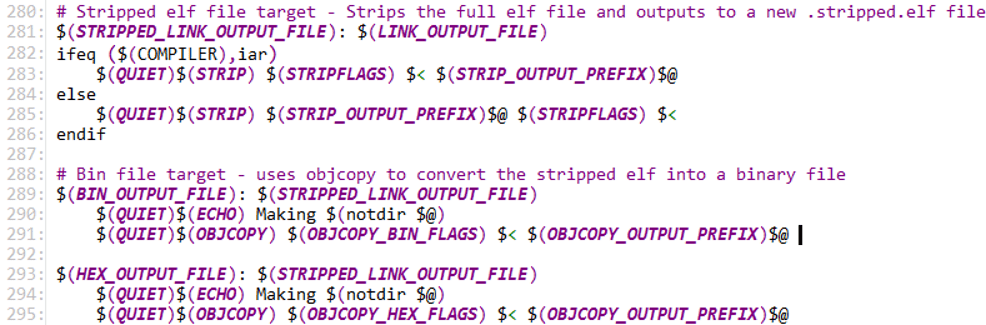 280: # Stripped elf file target - Strips the full elf file and outputs to a new .stripped.elf file
281: $(STRIPPED_LINK_OUTPUT_FILE): $(LINK_OUTPUT_FILE)
282: ifeq ($(COMPILER),iar)
283:     $(QUIET)$(STRIP) $(STRIPFLAGS) $< $(STRIP_OUTPUT_PREFIX)$@
284: else
285:     $(QUIET)$(STRIP) $(STRIP_OUTPUT_PREFIX)$@ $(STRIPFLAGS) $<
286: endif
287:
288: # Bin file target - uses objcopy to convert the stripped elf into a binary file
289: $(BIN_OUTPUT_FILE): $(STRIPPED_LINK_OUTPUT_FILE)
290:     $(QUIET)$(ECHO) Making $(notdir $@)
291:     $(QUIET)$(OBJCOPY) $(OBJCOPY_BIN_FLAGS) $< $(OBJCOPY_OUTPUT_PREFIX)$@
292:
293: $(HEX_OUTPUT_FILE): $(STRIPPED_LINK_OUTPUT_FILE)
294:     $(QUIET)$(ECHO) Making $(notdir $@)
295:     $(QUIET)$(OBJCOPY) $(OBJCOPY_HEX_FLAGS) $< $(OBJCOPY_OUTPUT_PREFIX)$@